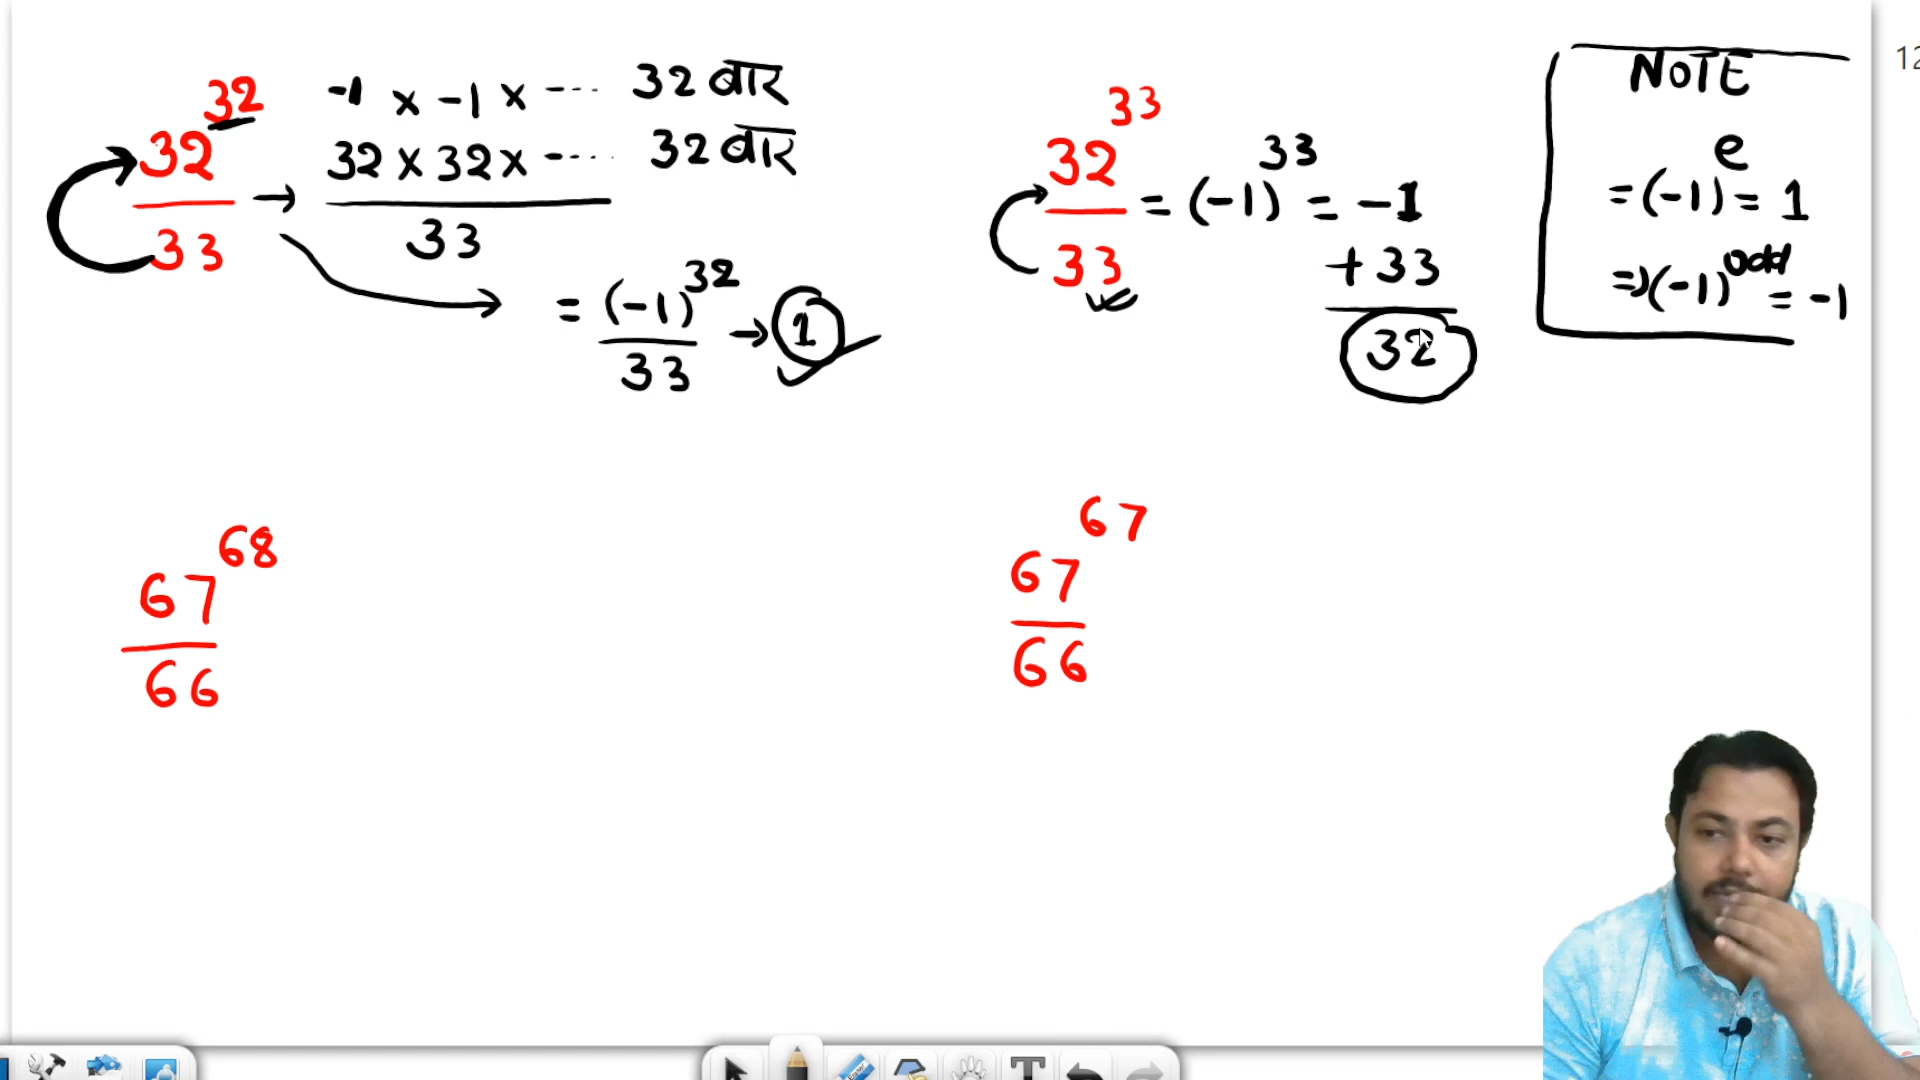 32^32 / 33 → -1 × -1 × ---- 32 बार
32 × 32 × ---- 32 बार / 33
= (-1)^32 / 33 → 1
32^33 / 33 = (-1)^33 = -1
+ 33
32
NOTE
= (-1)^e = 1
⇒ (-1)^odd = -1
67^68 / 66
67^67 / 66
T